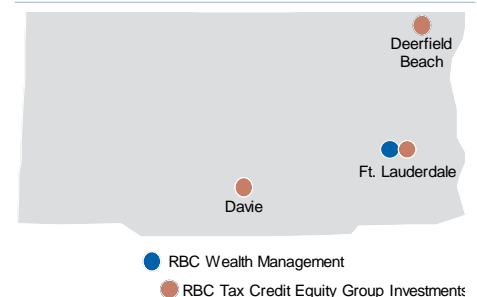 Deerfield
Beach
Ft. Lauderdale
Davie
RBC Wealth Management
RBC Tax Credit Equity Group Investments